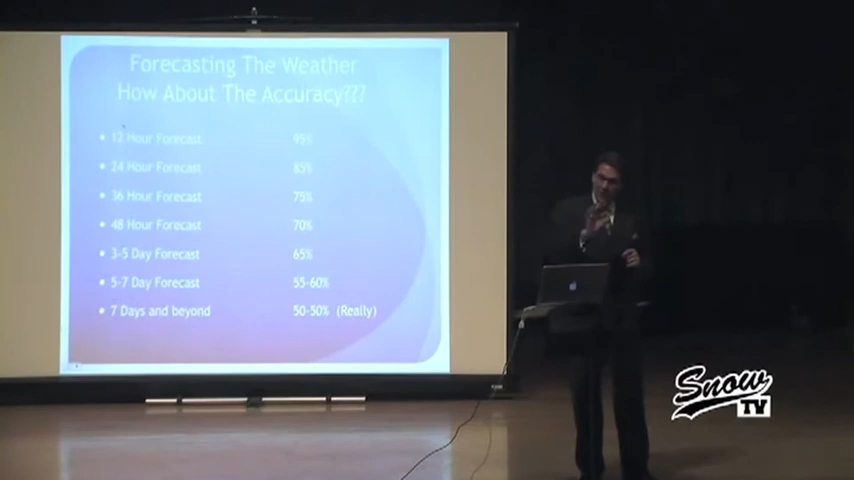 Forecasting The Weather
How About The Accuracy???
• 12 Hour Forecast 95%
• 24 Hour Forecast 85%
• 36 Hour Forecast 75%
• 48 Hour Forecast 70%
• 3-5 Day Forecast 65%
• 5-7 Day Forecast 55-60%
• 7 Days and beyond 50-50% (Really)
Snow
TV